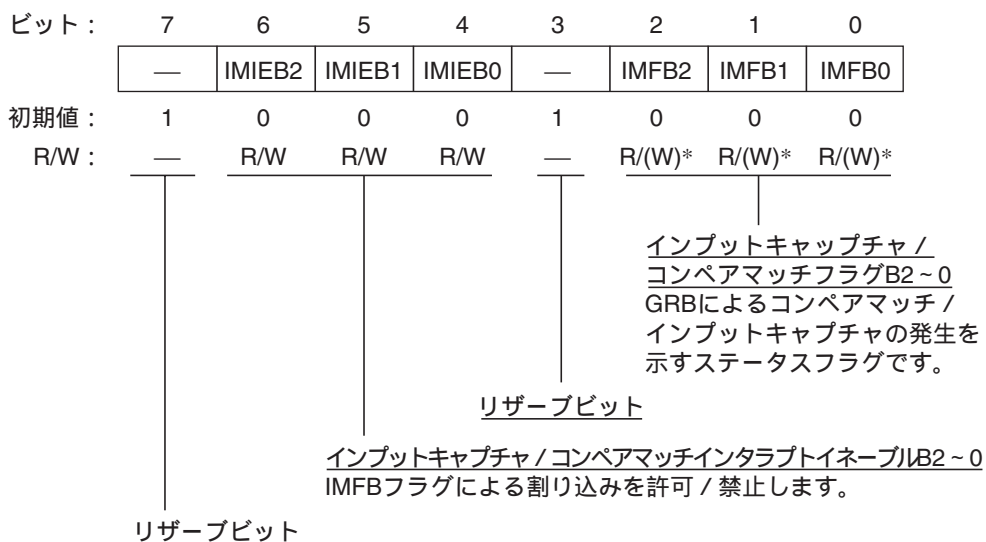 ビット： 7 6 5 4 3 2 1 0
— IMIEB2 IMIEB1 IMIEB0 — IMFB2 IMFB1 IMFB0
初期値： 1 0 0 0 1 0 0 0
R/W： — R/W R/W R/W — R/(W)* R/(W)* R/(W)*
インプットキャップチャ /
コンペアマッチフラグB2 ~ 0
GRBによるコンペアマッチ /
インプットキャプチャの発生を
示すステータスフラグです。
リザーブビット
インプットキャプチャ / コンペアマッチインタラプトイネーブルB2 ~ 0
IMFBフラグによる割り込みを許可 / 禁止します。
リザーブビット